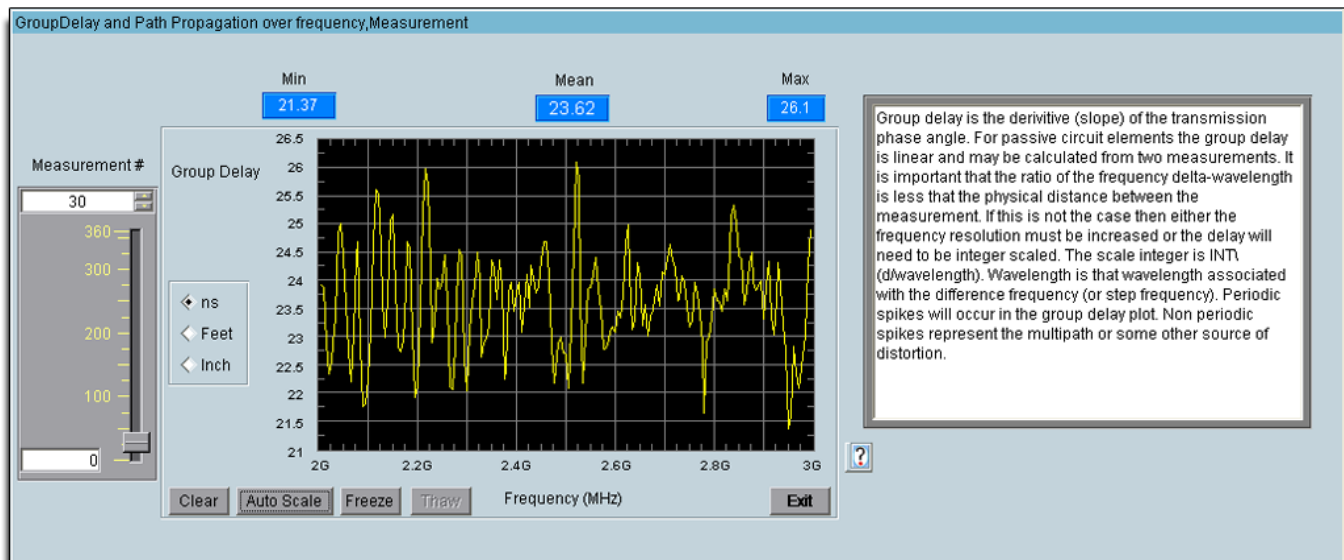 GroupDelay and Path Propagation over frequency,Measurement
Min
Mean
Max
21.37
23.62
26.1
Measurement #
30
360
300
200
100
0
Group Delay
ns
Feet
Inch
26.5
26
25.5
25
24.5
24
23.5
23
22.5
22
21.5
21
2G
2.2G
2.4G
2.6G
2.8G
3G
Frequency (MHz)
Clear
Auto Scale
Freeze
Thaw
Exit
?
Group delay is the derivitive (slope) of the transmission
phase angle. For passive circuit elements the group delay
is linear and may be calculated from two measurements. It
is important that the ratio of the frequency delta-wavelength
is less that the physical distance between the
measurement. If this is not the case then either the
frequency resolution must be increased or the delay will
need to be integer scaled. The scale integer is INT\
(d/wavelength). Wavelength is that wavelength associated
with the difference frequency (or step frequency). Periodic
spikes will occur in the group delay plot. Non periodic
spikes represent the multipath or some other source of
distortion.